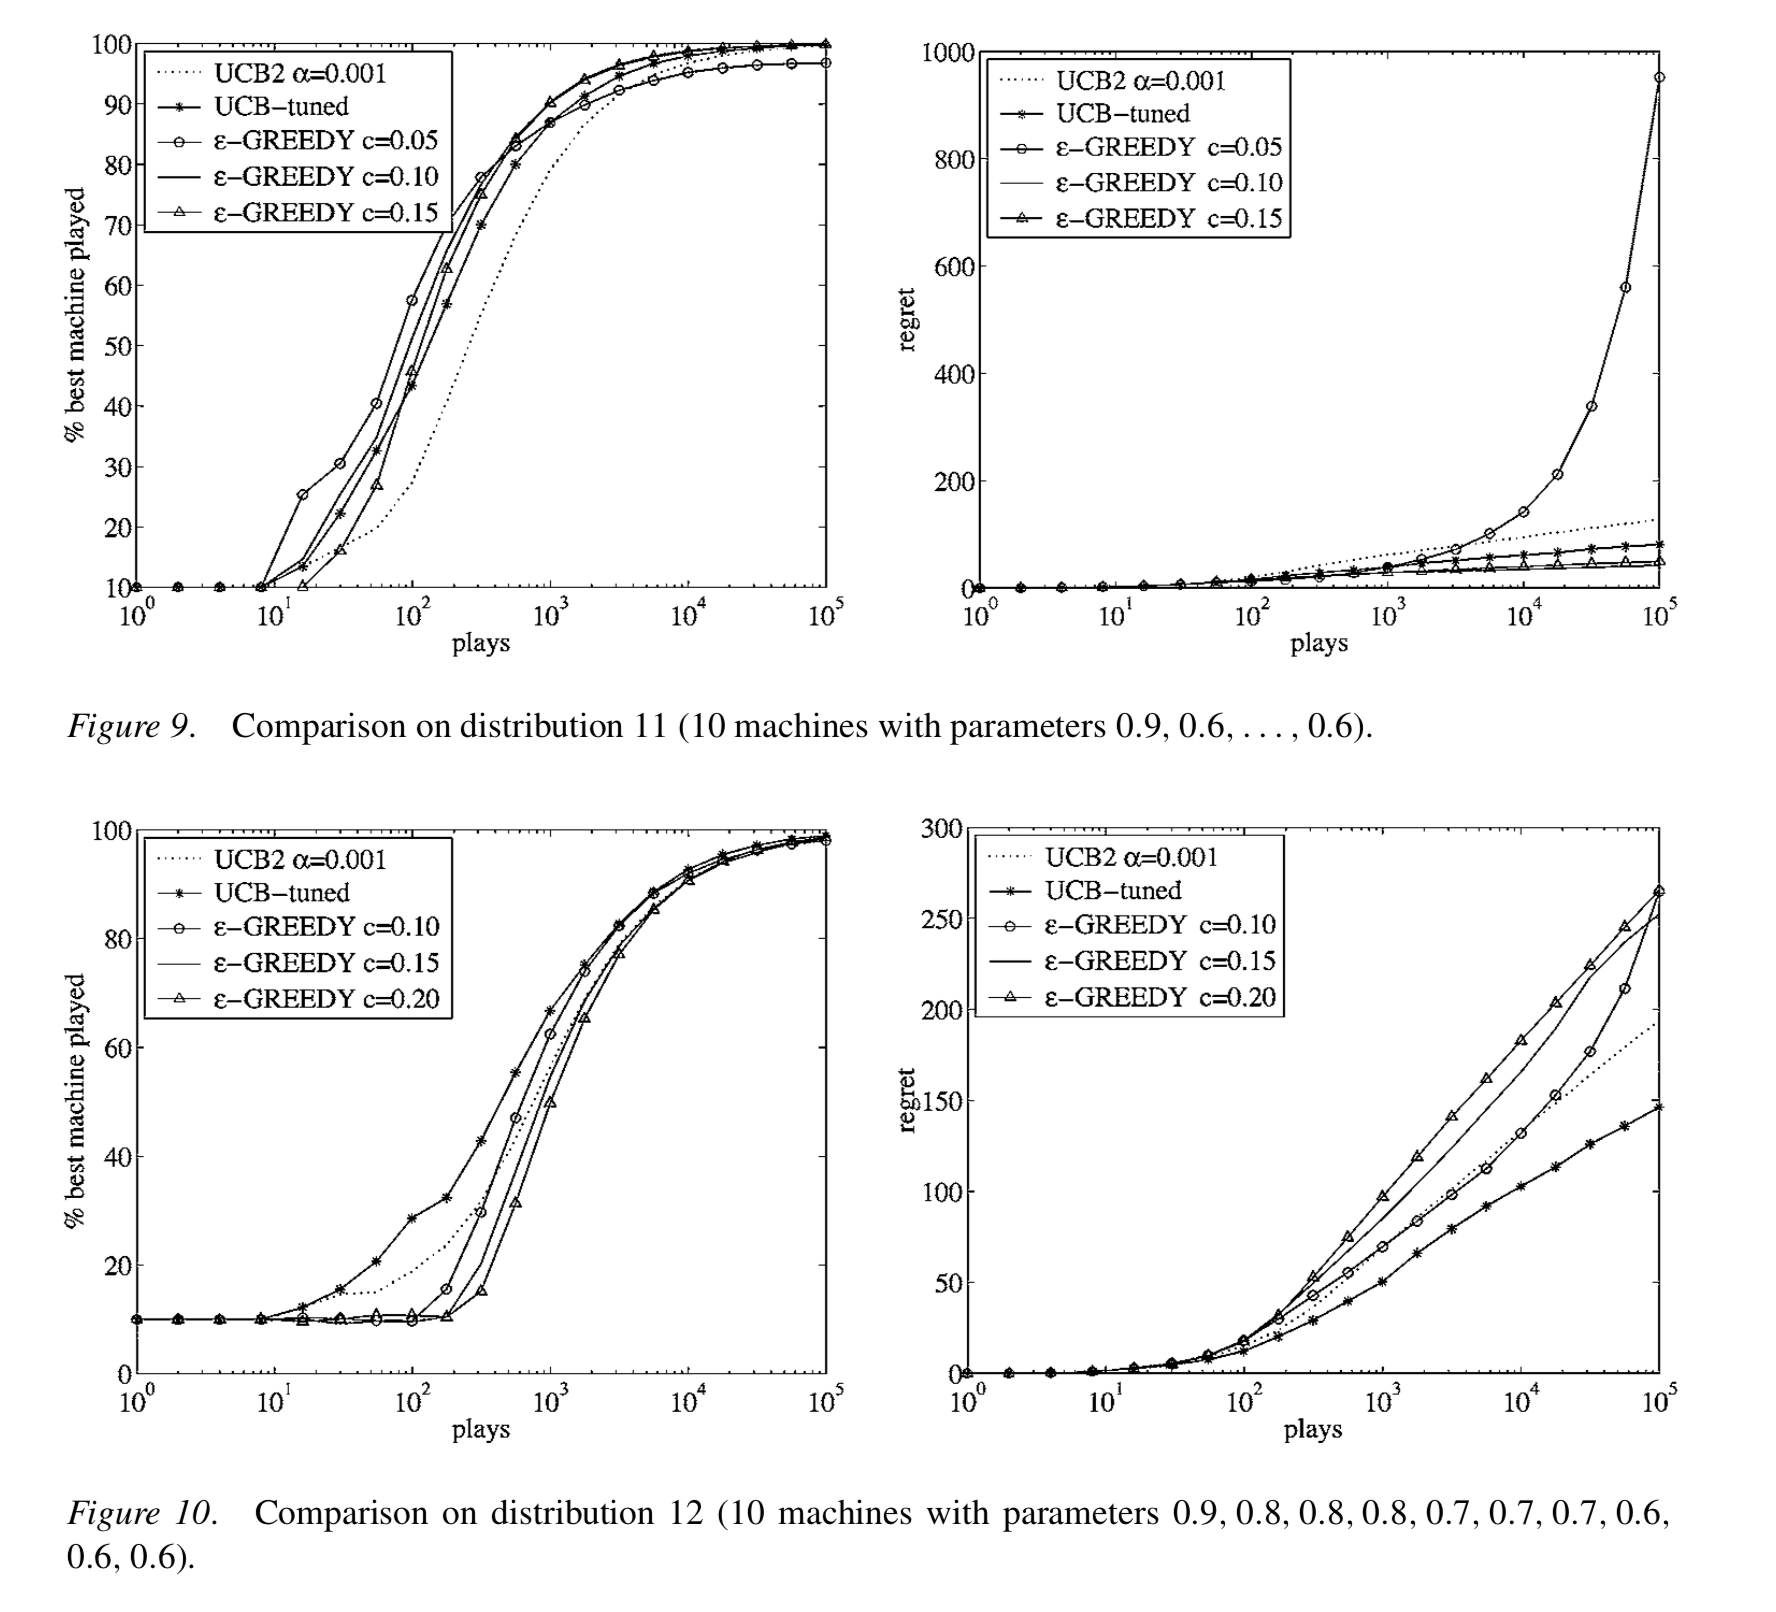 100
90
80
70
60
50
40
30
20
10
% best machine played
UCB2 α=0.001
UCB−tuned
ε−GREEDY c=0.05
ε−GREEDY c=0.10
ε−GREEDY c=0.15
10^0 10^1 10^2 10^3 10^4 10^5
plays
1000
800
600
400
200
0
regret
UCB2 α=0.001
UCB−tuned
ε−GREEDY c=0.05
ε−GREEDY c=0.10
ε−GREEDY c=0.15
10^0 10^1 10^2 10^3 10^4 10^5
plays
Figure 9. Comparison on distribution 11 (10 machines with parameters 0.9, 0.6, . . . , 0.6).
100
80
60
40
20
0
% best machine played
UCB2 α=0.001
UCB−tuned
ε−GREEDY c=0.10
ε−GREEDY c=0.15
ε−GREEDY c=0.20
10^0 10^1 10^2 10^3 10^4 10^5
plays
300
250
200
150
100
50
0
regret
UCB2 α=0.001
UCB−tuned
ε−GREEDY c=0.10
ε−GREEDY c=0.15
ε−GREEDY c=0.20
10^0 10^1 10^2 10^3 10^4 10^5
plays
Figure 10. Comparison on distribution 12 (10 machines with parameters 0.9, 0.8, 0.8, 0.8, 0.7, 0.7, 0.7, 0.6,
0.6, 0.6).